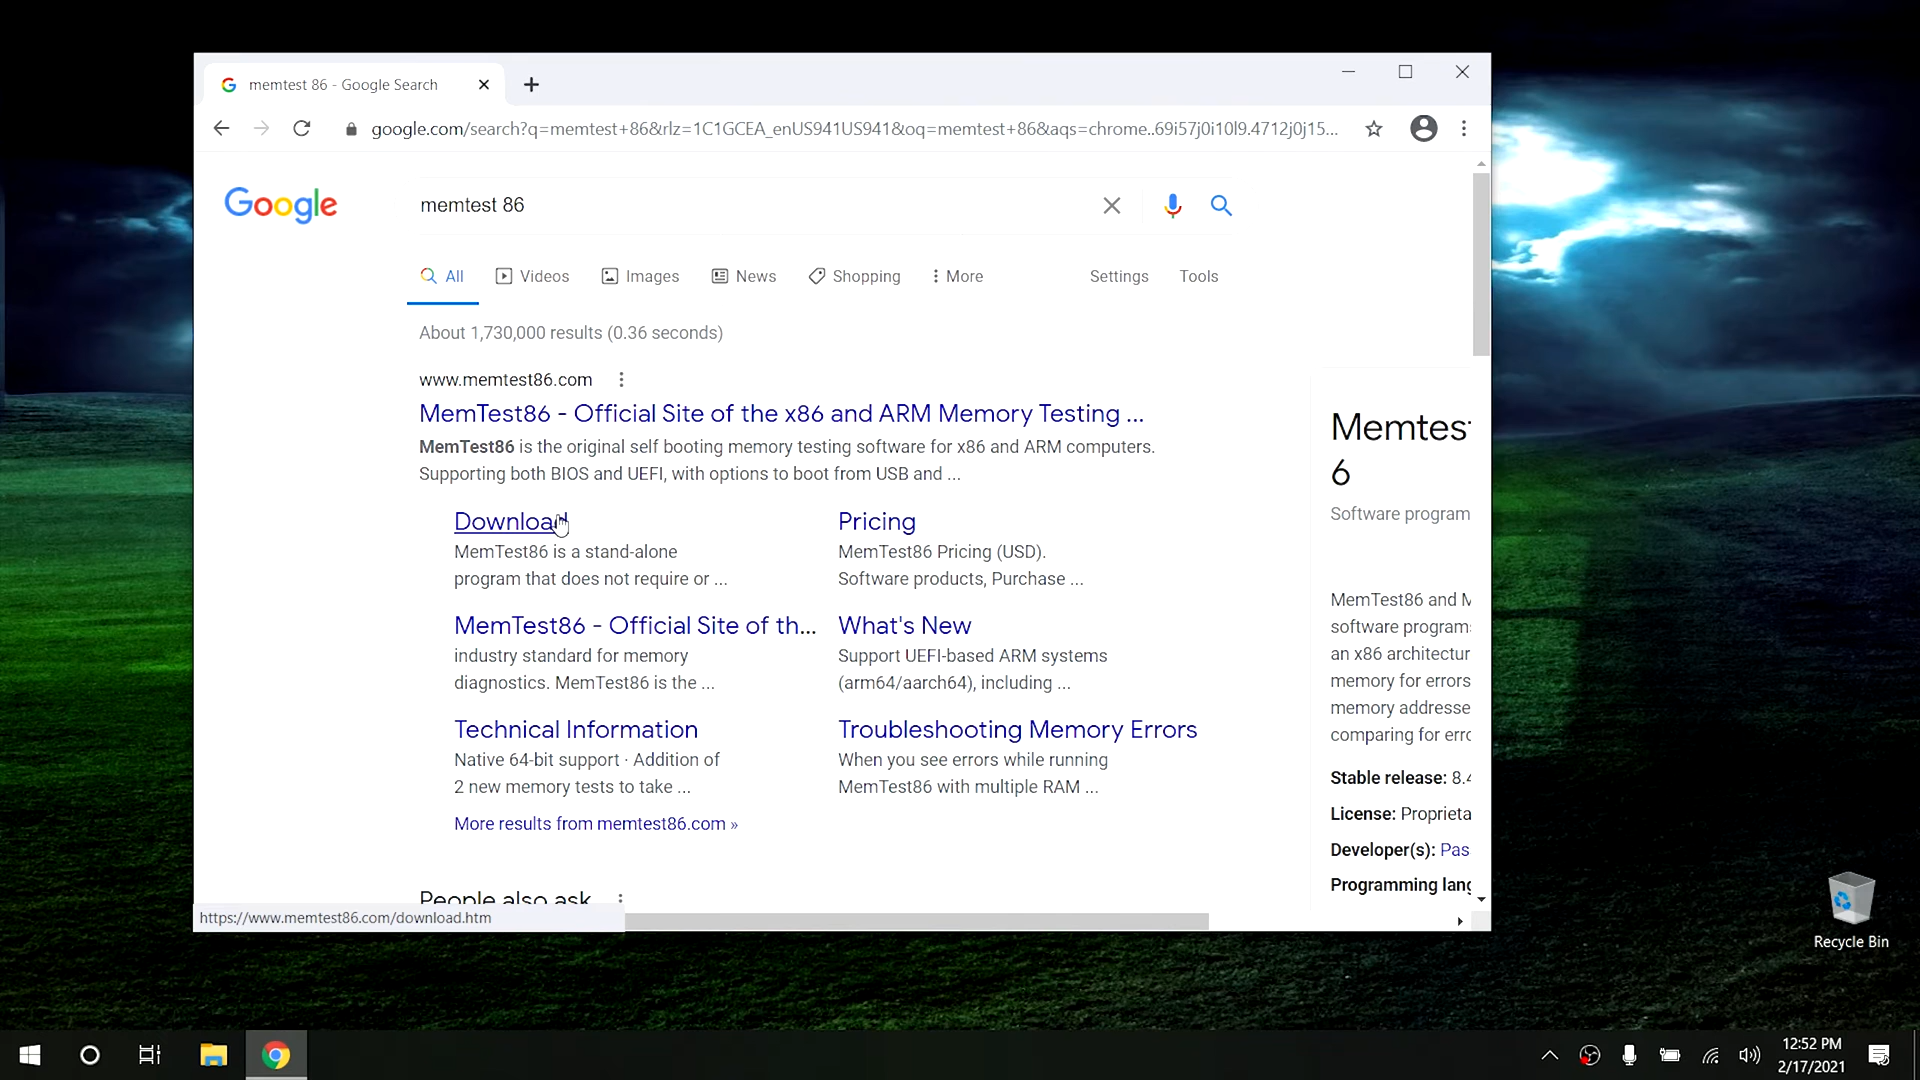 memtest 86 - Google Search
google.com/search?q=memtest+86&rlz=1C1GCEA_enUS941US941&oq=memtest+86&aqs=chrome..69i57j0i10l9.4712j0j15...
Google
memtest 86
All
Videos
Images
News
Shopping
More
Settings
Tools
About 1,730,000 results (0.36 seconds)
www.memtest86.com
MemTest86 - Official Site of the x86 and ARM Memory Testing ...
MemTest86 is the original self booting memory testing software for x86 and ARM computers.
Supporting both BIOS and UEFI, with options to boot from USB and ...
Download
MemTest86 is a stand-alone
program that does not require or ...
Pricing
MemTest86 Pricing (USD).
Software products, Purchase ...
MemTest86 - Official Site of th...
industry standard for memory
diagnostics. MemTest86 is the ...
What's New
Support UEFI-based ARM systems
(arm64/aarch64), including ...
Technical Information
Native 64-bit support · Addition of
2 new memory tests to take ...
Troubleshooting Memory Errors
When you see errors while running
MemTest86 with multiple RAM ...
More results from memtest86.com »
People also ask
https://www.memtest86.com/download.htm
Memtes
6
Software program
MemTest86 and M
software program
an x86 architectur
memory for errors
memory addresse
comparing for erro
Stable release: 8.4
License: Proprieta
Developer(s): Pas
Programming lang
Recycle Bin
12:52 PM
2/17/2021